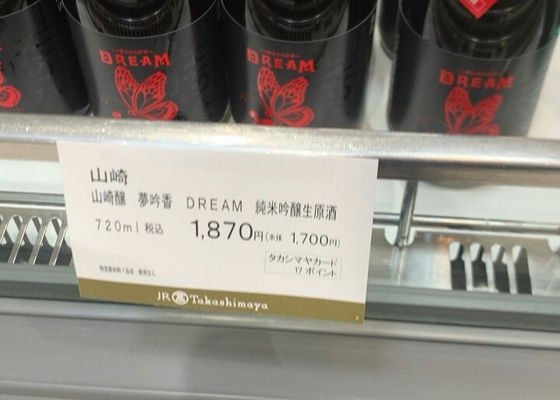 DREAM
DREAM
DREAM
山崎
山崎醸 夢吟香 DREAM 純米吟醸生原酒
720ml 税込 1,870円(本体 1,700円)
タカシマヤカード
17 ポイント
JR 髙 Takashimaya